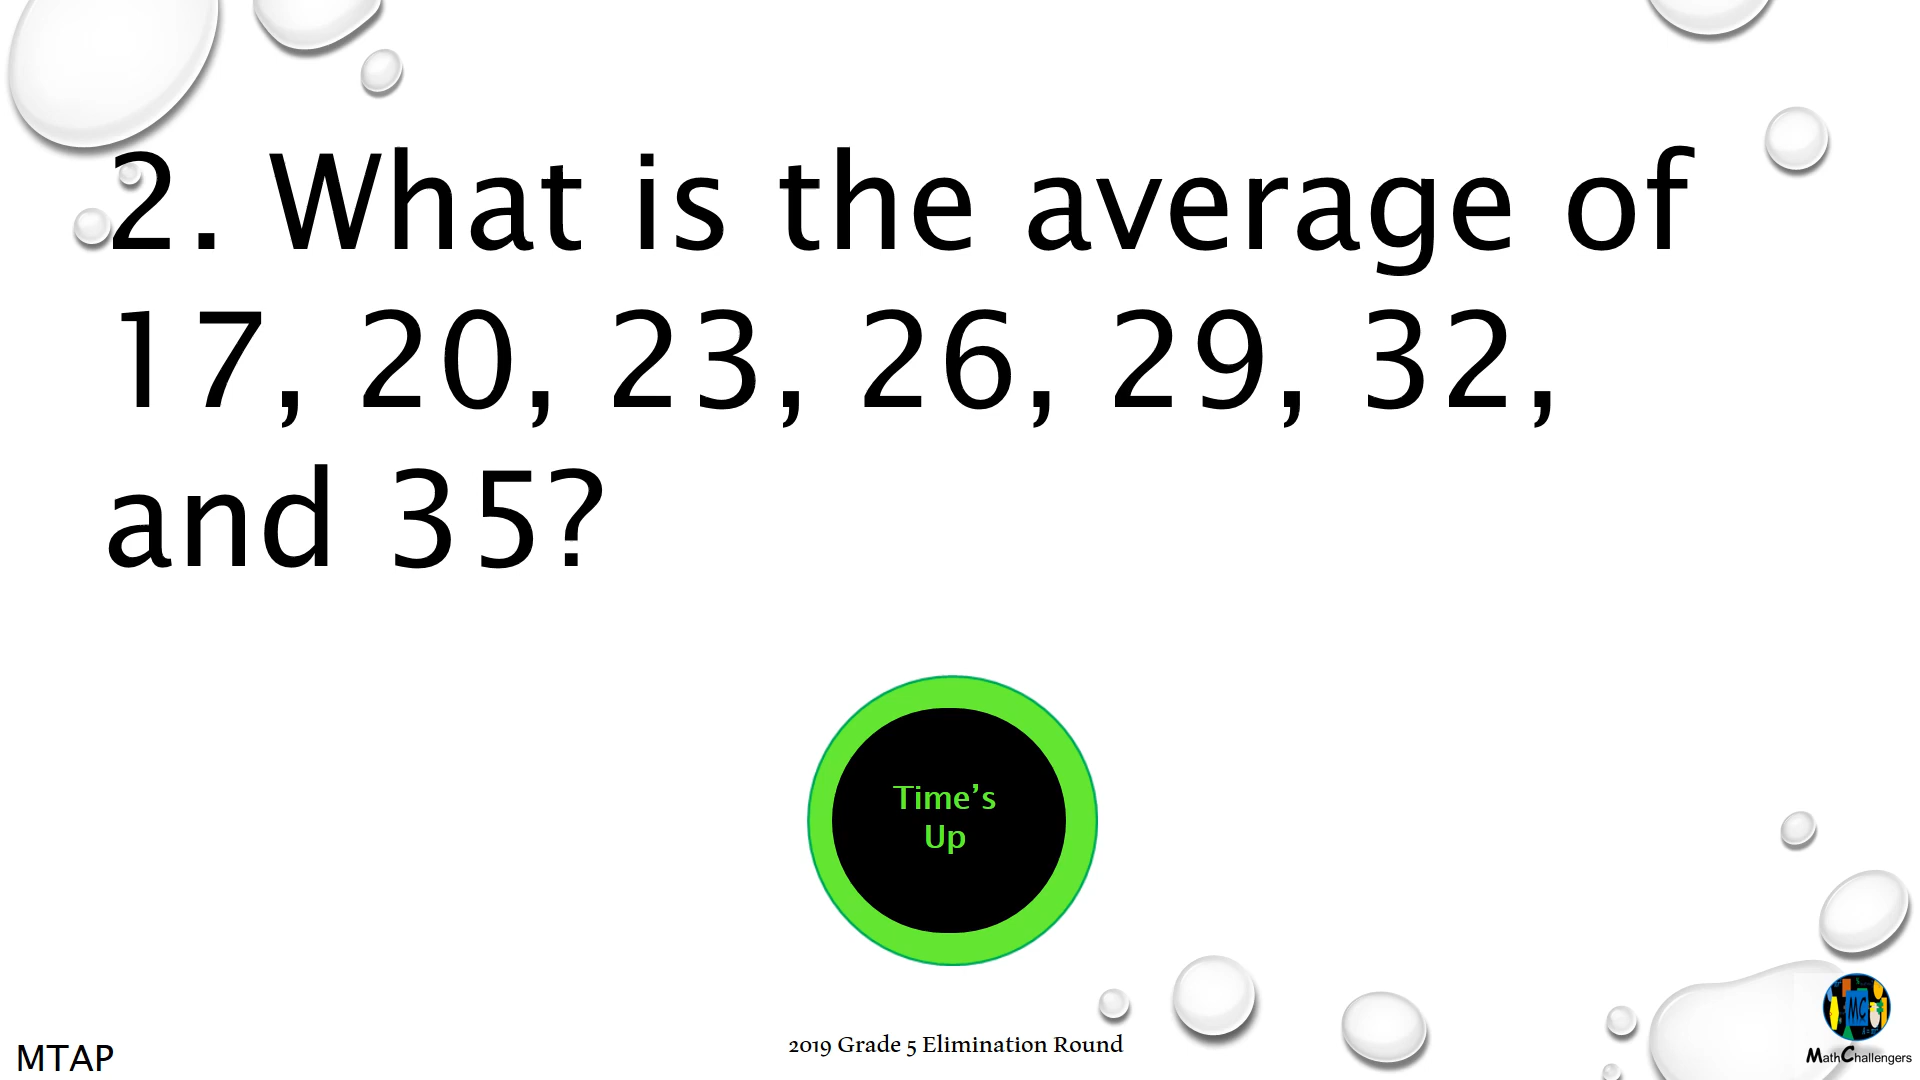 2. What is the average of
17, 20, 23, 26, 29, 32,
and 35?
Time’s
Up
MTAP
2019 Grade 5 Elimination Round
MC
MathChallengers